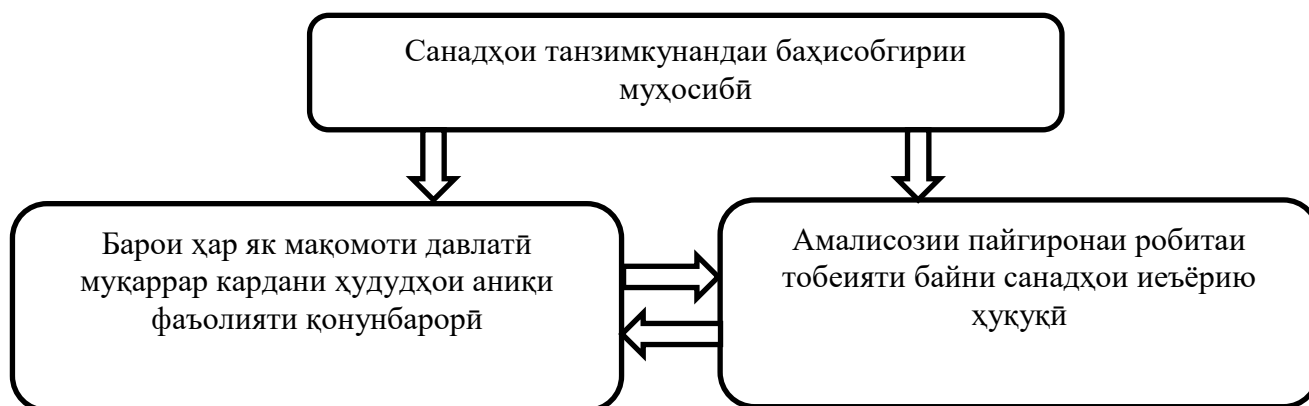 Санадҳои танзимкунандаи баҳисобгирии
муҳосибӣ
Барои ҳар як мақомоти давлатӣ
муқаррар кардани ҳудудҳои аниқи
фаъолияти қонунбарорӣ
Амалисозии пайгиронаи робитаи
тобеияти байни санадҳои иеъёрию
ҳуқуқӣ